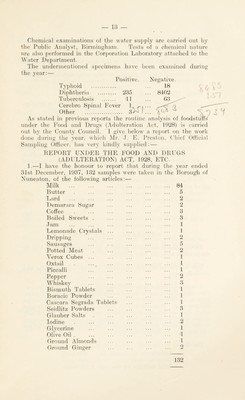 — 13 —
Chemical examinations of the water supply are carried out by
the Public Analyst, Birmingham. Tests of a chemical nature
are also performed in the Corporation Laboratory attached to the
Water Department.
The undermentioned specimens have been examined during
the year:—
Positive. Negative.
Typhoid ... — 18
Diphtheria ... 235 8402
Tuberculosis ... 11 60
Cerebro Spinal Fever 1
Other ...
As stated in previous reports the routine analysis of foodstuffs
under the Food and Drugs (Adulteration Act, 1928) is carried
out by the County Council. I give below a report on the work
done during the year, which Mr. J. E. Preston, Chief Official
Sampling Officer, has very kindly supplied:—
REPORT UNDER THE FOOD AND DRUGS
(ADULTERATION) ACT, 1928, ETC.
1.—I have the honour to report that during the year ended
31st December, 1937, 132 samples were taken in the Borough of
Nuneaton, of the following articles:—
Milk ... 84
Butter ... 5
Lard ... 2
Demerara Sugar ... 2
Coffee ... 3
Boiled Sweets ... 3
Jam ... 1
Lemonade Crystals ... 1
Dripping ... 2
Sausages ... 5
Potted Meat ... 2
Verox Cubes ... 1
Oxtail ... 1
Picealli ... 1
Pepper ... 2
Whiskey ... 3
Bismuth Tablets ... 1
Boracic Powder ... 1
Cascara Sagrada Tablets ... 1
Seidlitz Powders ... 3
Glauber Salts ... 1
Iodine ... 2
Glycerine ... 1
Olive Oil ... 1
Ground Almonds ... 1
Ground Ginger ... 2
132